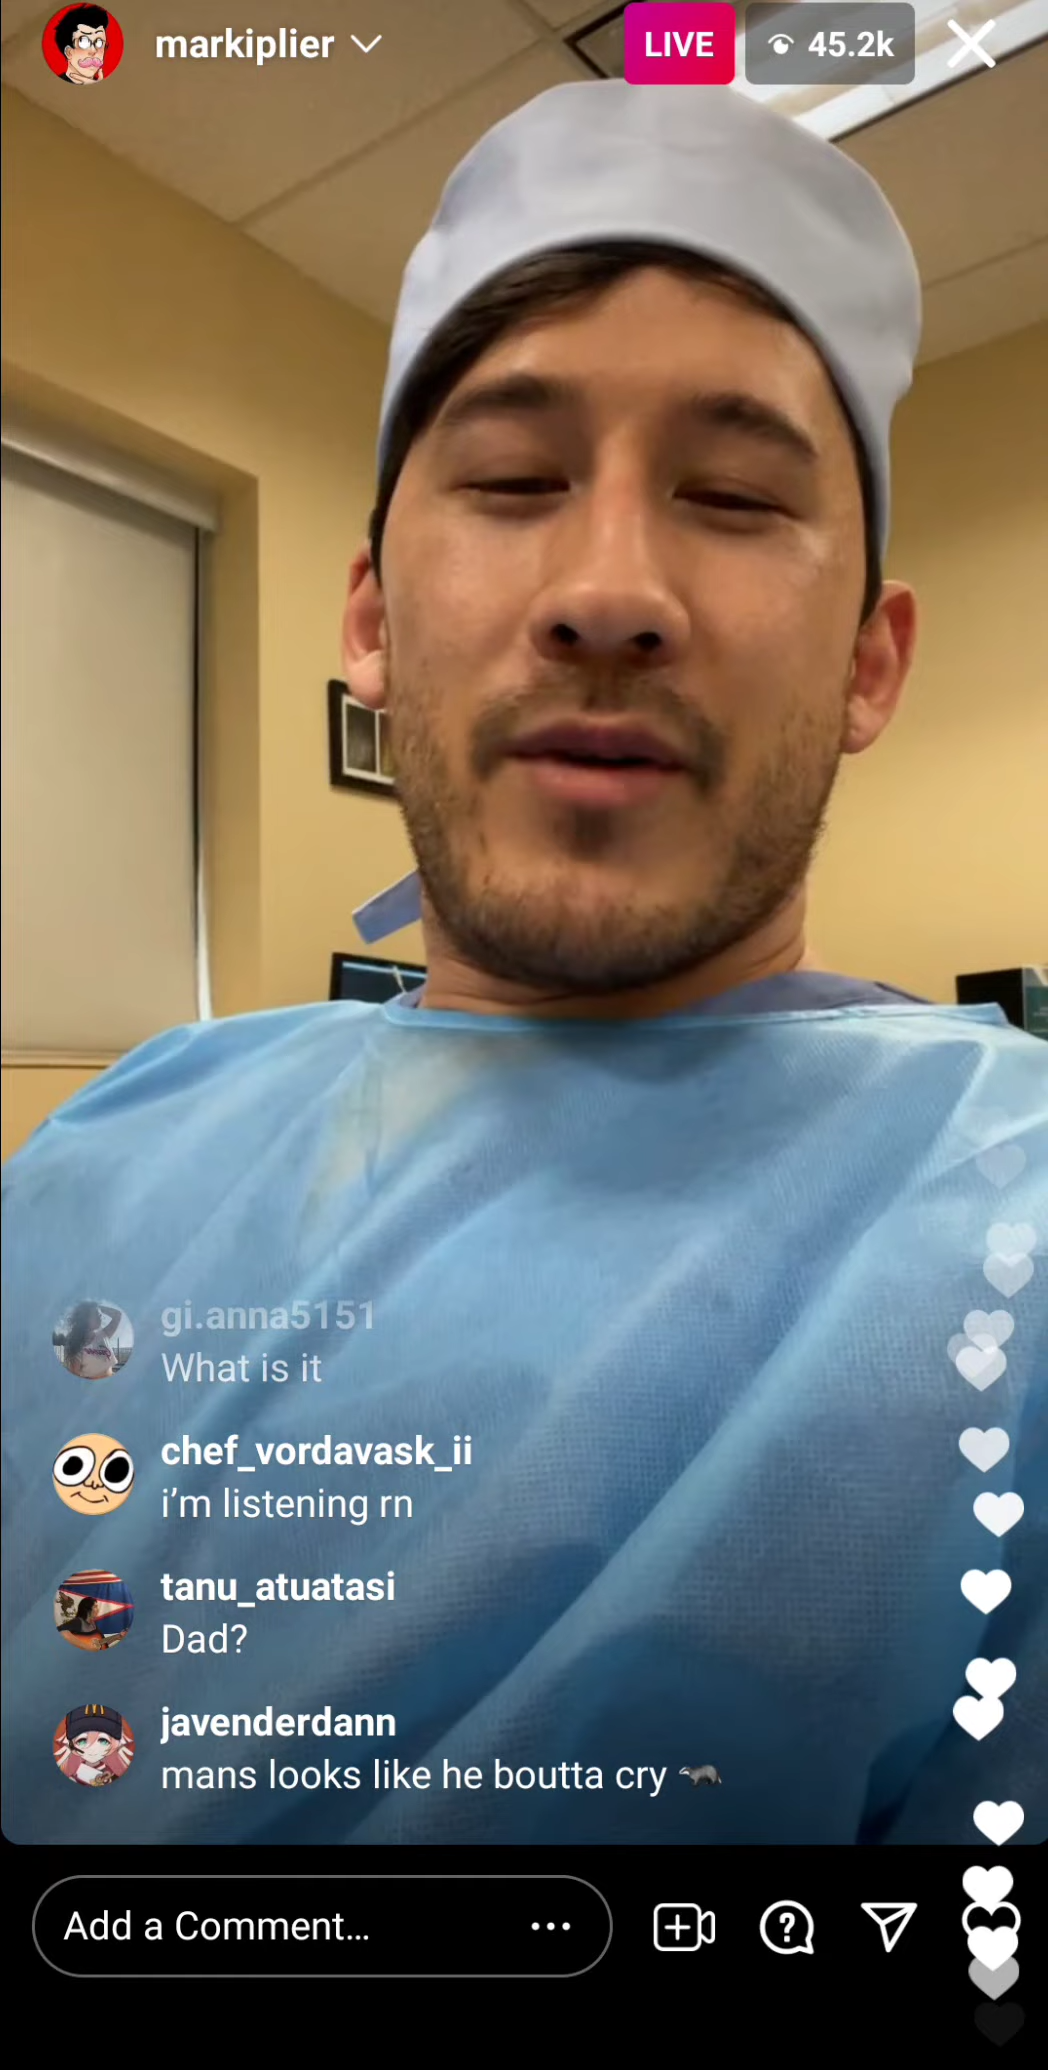 markiplier
LIVE
45.2k
gi.anna5151
What is it
chef_vordavask_ii
i'm listening rn
tanu_atuatasi
Dad?
javenderdann
mans looks like he boutta cry 🦡
Add a Comment...